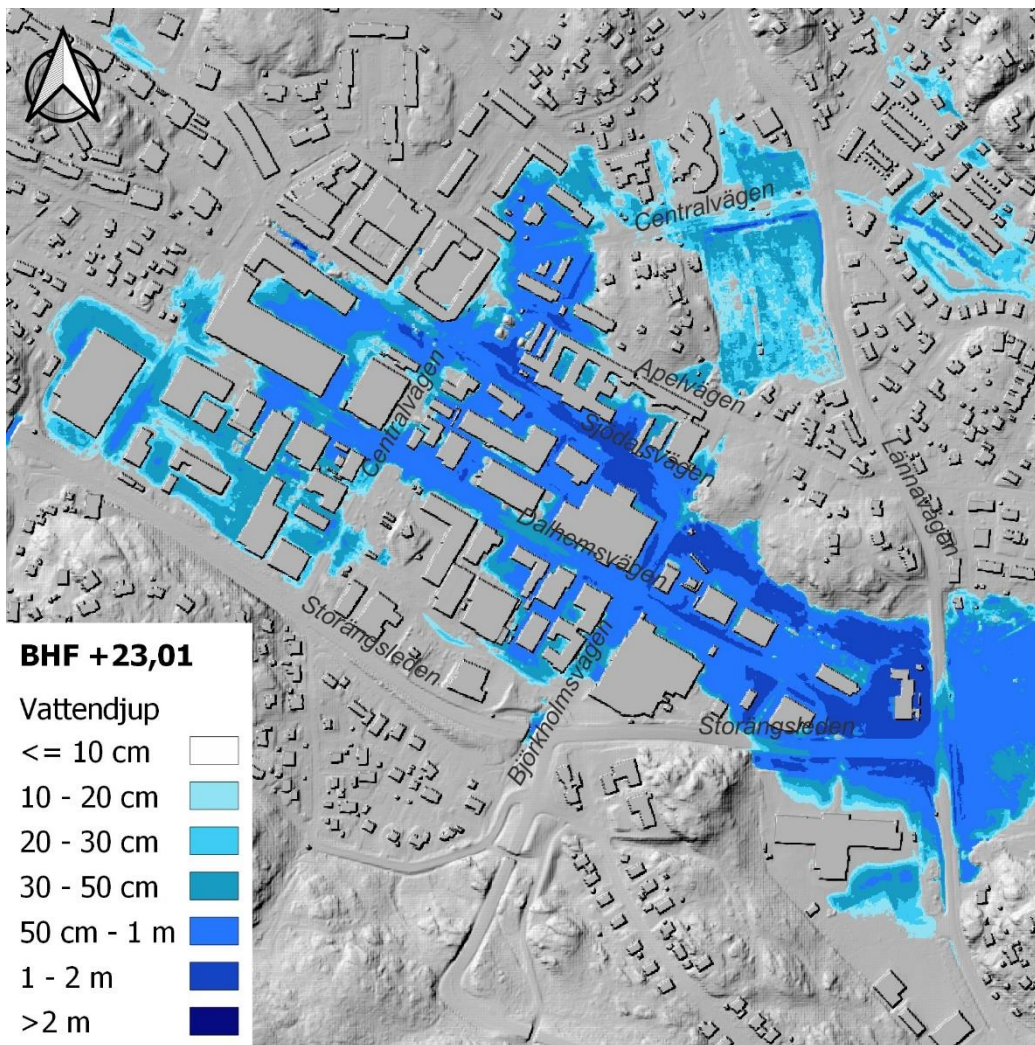 Centralvägen
Apelvägen
Centralvägen
Sjödalsvägen
Lännavägen
Dalhomsvägen
Storängsleden
Björkholmsvägen
Storängsleden
BHF +23,01
Vattendjup
<= 10 cm
10 - 20 cm
20 - 30 cm
30 - 50 cm
50 cm - 1 m
1 - 2 m
>2 m